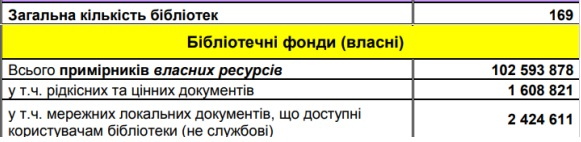 Загальна кількість бібліотек 169
Бібліотечні фонди (власні)
Всього примірників власних ресурсів 102 593 878
у т.ч. рідкісних та цінних документів 1 608 821
у т.ч. мережних локальних документів, що доступні
користувачам бібліотеки (не службові) 2 424 611